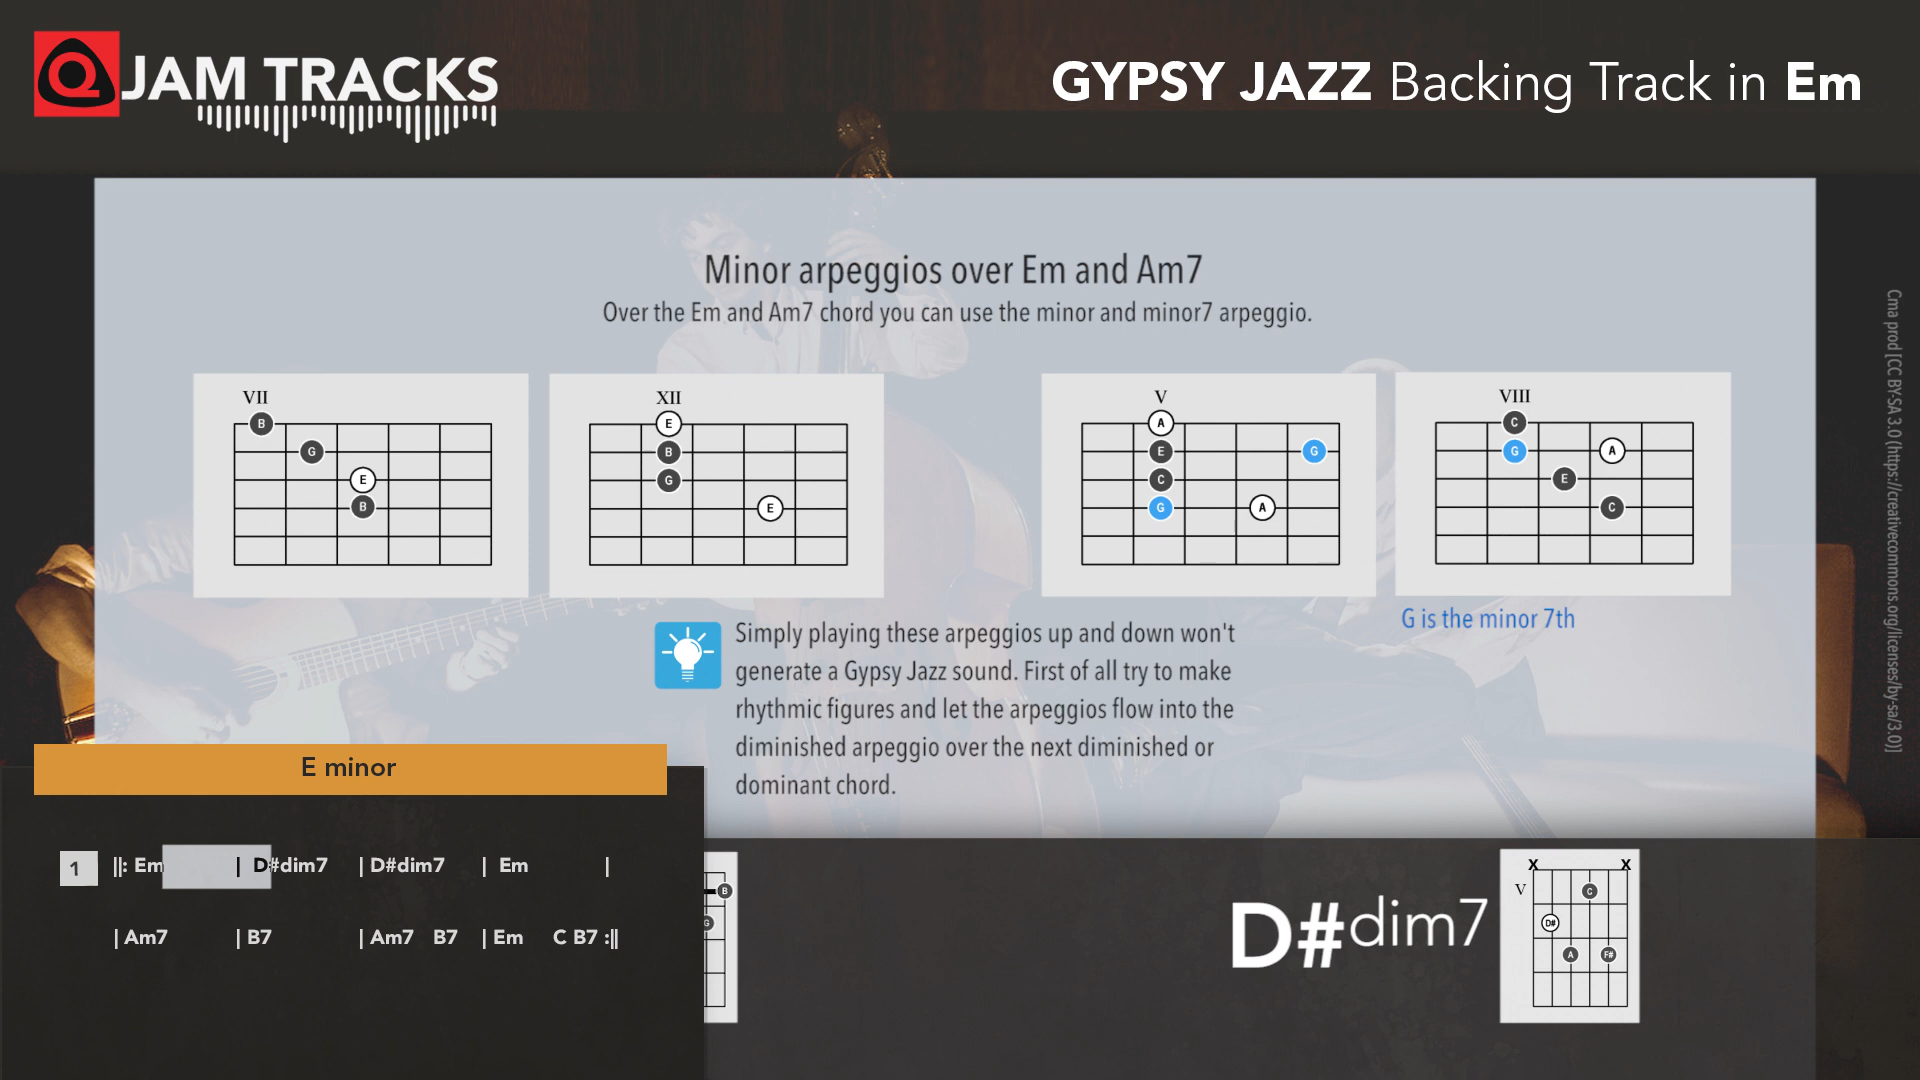 JAM TRACKS
GYPSY JAZZ Backing Track in Em
Minor arpeggios over Em and Am7
Over the Em and Am7 chord you can use the minor and minor7 arpeggio.
VII
B
G
E
B
XII
E
B
G
E
V
A
E
G
C
G
A
VIII
C
G
A
E
C
G is the minor 7th
Simply playing these arpeggios up and down won't
generate a Gypsy Jazz sound. First of all try to make
rhythmic figures and let the arpeggios flow into the
diminished arpeggio over the next diminished or
dominant chord.
Cma prod [CC BY-SA 3.0 (https://creativecommons.org/licenses/by-sa/3.0)]
E minor
1 ||: Em | D#dim7 | D#dim7 | Em |
| Am7 | B7 | Am7 B7 | Em C B7 :||
B
G
D#dim7
X X
V
C
D#
A F#